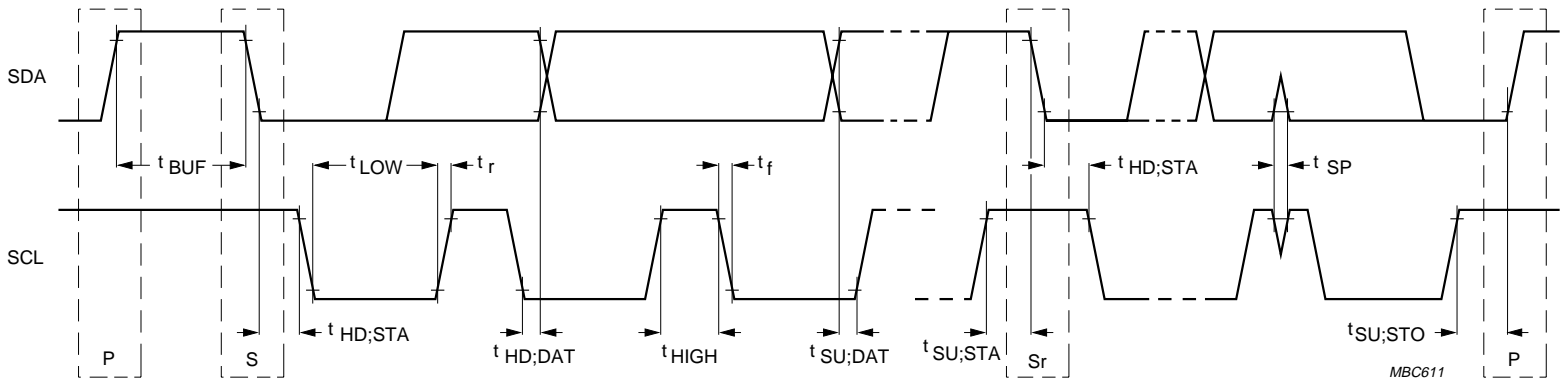 SDA
t BUF
t LOW
t r
t f
t HD;STA
t SP
SCL
t HD;STA
t HD;DAT
t HIGH
t SU;DAT
t SU;STA
t SU;STO
P
S
Sr
P
MBC611